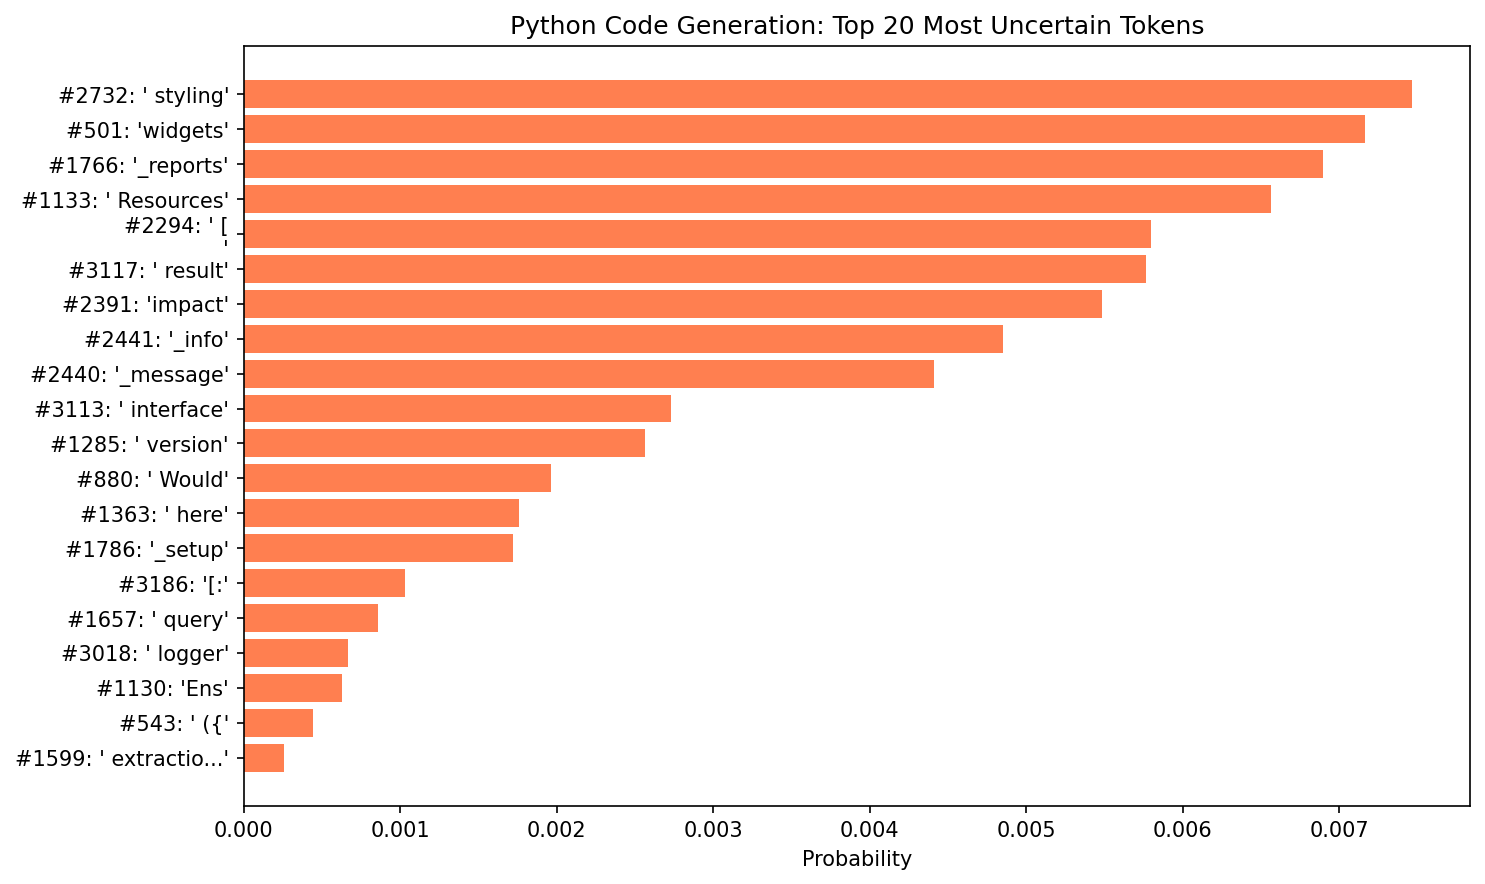 Python Code Generation: Top 20 Most Uncertain Tokens
#2732: ' styling'
#501: 'widgets'
#1766: '_reports'
#1133: ' Resources'
#2294: ' [
'
#3117: ' result'
#2391: 'impact'
#2441: '_info'
#2440: '_message'
#3113: ' interface'
#1285: ' version'
#880: ' Would'
#1363: ' here'
#1786: '_setup'
#3186: '[:'
#1657: ' query'
#3018: ' logger'
#1130: 'Ens'
#543: ' ({'
#1599: ' extractio...'
0.000 0.001 0.002 0.003 0.004 0.005 0.006 0.007
Probability